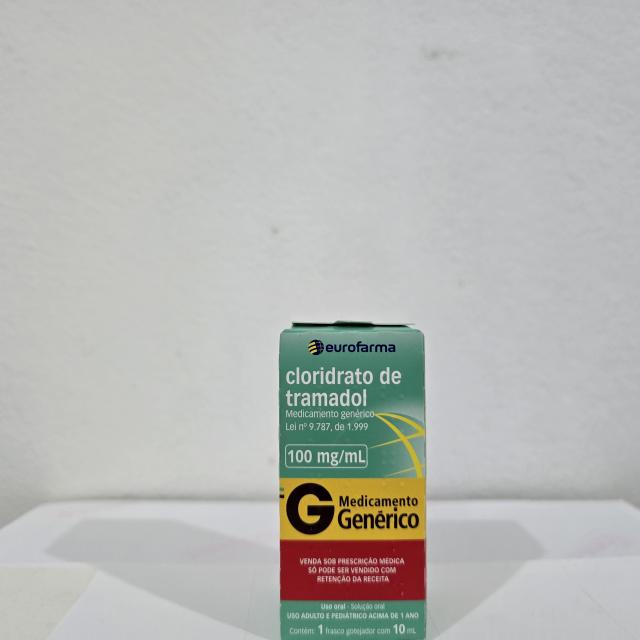 eurofarma
cloridrato de
tramadol
Medicamento genérico
Lei nº 9.787, de 1.999
100 mg/mL
G Medicamento
Genérico
VENDA SOB PRESCRIÇÃO MÉDICA
SÓ PODE SER VENDIDO COM
RETENÇÃO DA RECEITA
Uso oral - Solução oral
USO ADULTO E PEDIÁTRICO ACIMA DE 1 ANO
Contém: 1 frasco gotejador com 10 mL